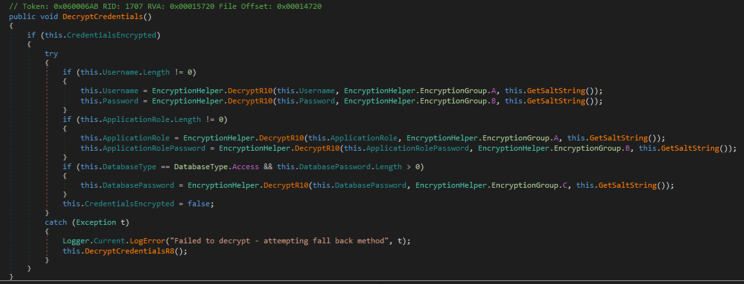 // Token: 0x060006AB RID: 1707 RVA: 0x00015720 File Offset: 0x00014720
public void DecryptCredentials()
{
if (this.CredentialsEncrypted)
{
try
{
if (this.Username.Length != 0)
{
this.Username = EncryptionHelper.DecryptR10(this.Username, EncryptionHelper.EncryptionGroup.A, this.GetSaltString());
this.Password = EncryptionHelper.DecryptR10(this.Password, EncryptionHelper.EncryptionGroup.B, this.GetSaltString());
}
if (this.ApplicationRole.Length != 0)
{
this.ApplicationRole = EncryptionHelper.DecryptR10(this.ApplicationRole, EncryptionHelper.EncryptionGroup.A, this.GetSaltString());
this.ApplicationRolePassword = EncryptionHelper.DecryptR10(this.ApplicationRolePassword, EncryptionHelper.EncryptionGroup.B, this.GetSaltString());
}
if (this.DatabaseType == DatabaseType.Access && this.DatabasePassword.Length > 0)
{
this.DatabasePassword = EncryptionHelper.DecryptR10(this.DatabasePassword, EncryptionHelper.EncryptionGroup.C, this.GetSaltString());
}
this.CredentialsEncrypted = false;
}
catch (Exception t)
{
Logger.Current.LogError("Failed to decrypt - attempting fall back method", t);
this.DecryptCredentialsR8();
}
}
}